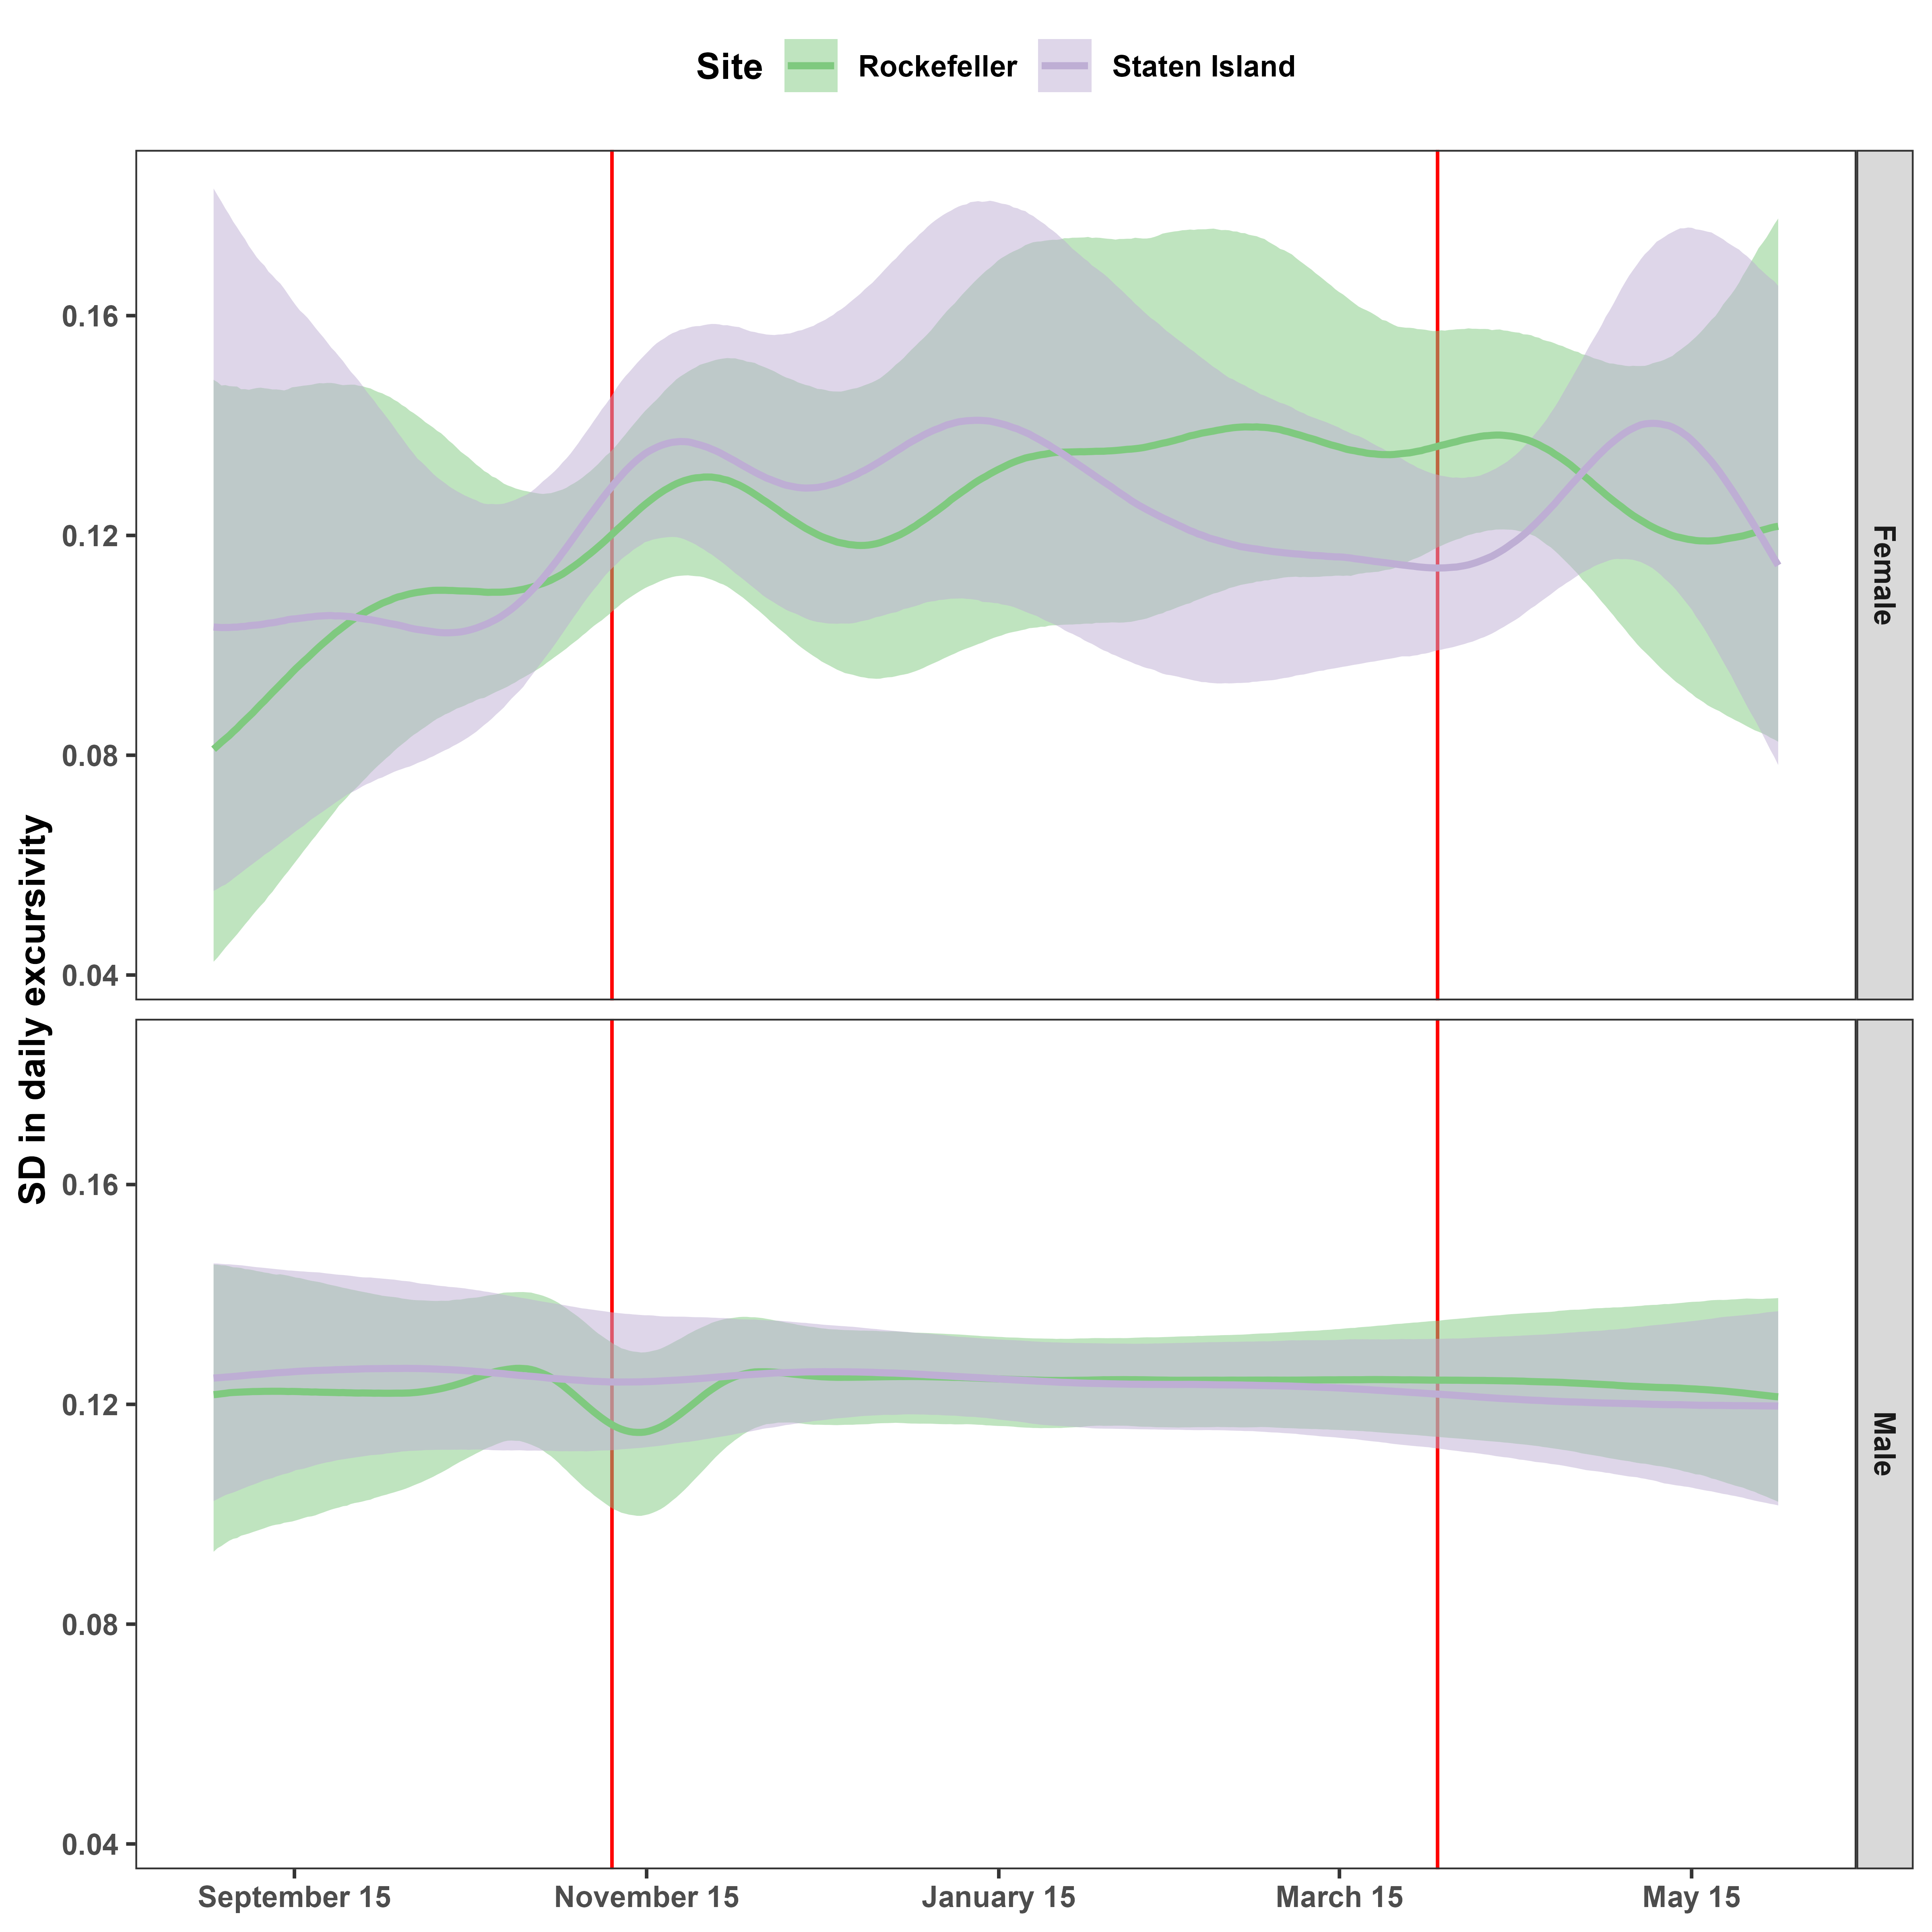 Site Rockefeller Staten Island
SD in daily excursivity
0.16
0.12
0.08
0.04
Female
0.16
0.12
0.08
0.04
Male
September 15 November 15 January 15 March 15 May 15